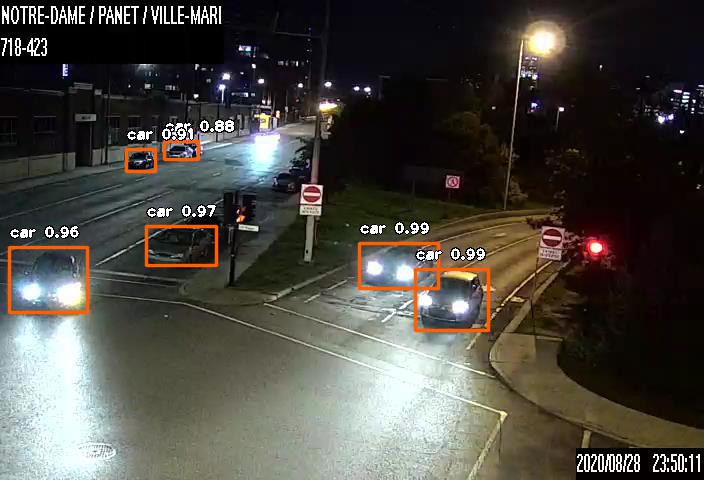 NOTRE-DAME / PANET / VILLE-MARI
718-423
car 0.88
car 0.91
car 0.97
car 0.96
car 0.99
car 0.99
2020/08/28 23:50:11